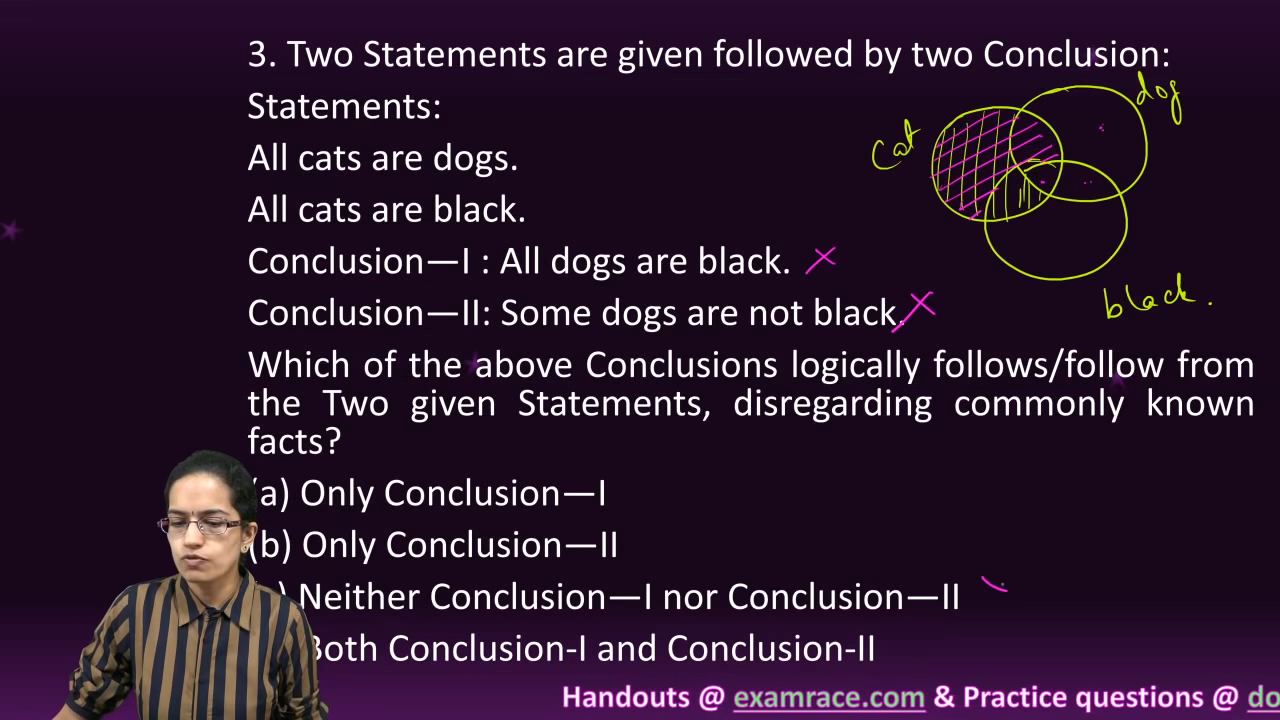 3. Two Statements are given followed by two Conclusion:
Statements:
All cats are dogs.
All cats are black.
Conclusion—I : All dogs are black.
Conclusion—II: Some dogs are not black.
Which of the above Conclusions logically follows/follow from
the Two given Statements, disregarding commonly known
facts?
(a) Only Conclusion—I
(b) Only Conclusion—II
) Neither Conclusion—I nor Conclusion—II
Both Conclusion-I and Conclusion-II
Cat
dog
black.
Handouts @ examrace.com & Practice questions @ do